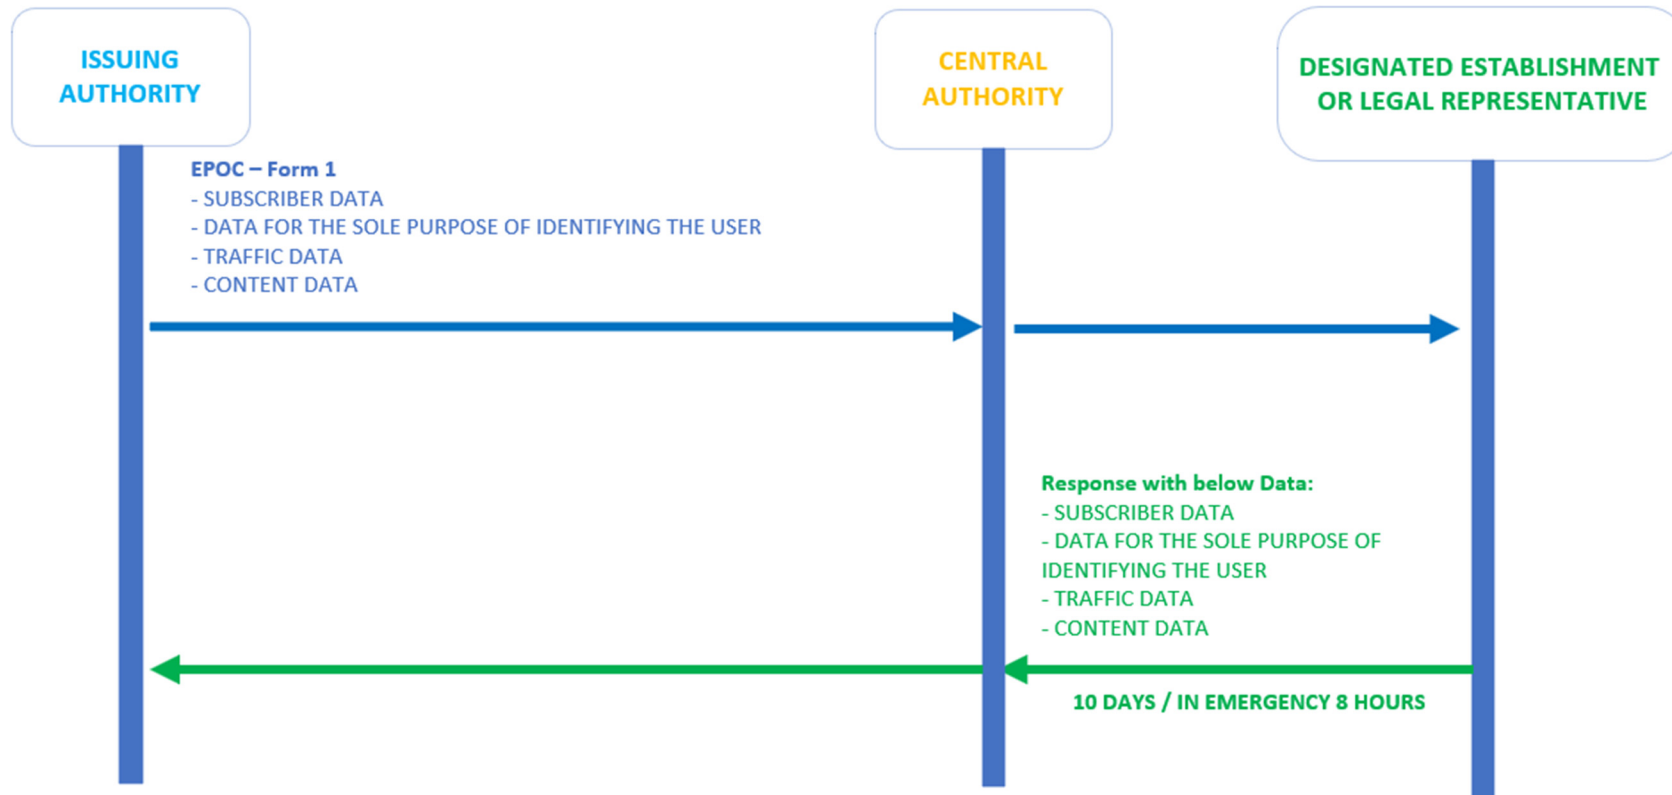 ISSUING
AUTHORITY
CENTRAL
AUTHORITY
DESIGNATED ESTABLISHMENT
OR LEGAL REPRESENTATIVE
EPOC – Form 1
- SUBSCRIBER DATA
- DATA FOR THE SOLE PURPOSE OF IDENTIFYING THE USER
- TRAFFIC DATA
- CONTENT DATA
Response with below Data:
- SUBSCRIBER DATA
- DATA FOR THE SOLE PURPOSE OF
IDENTIFYING THE USER
- TRAFFIC DATA
- CONTENT DATA
10 DAYS / IN EMERGENCY 8 HOURS